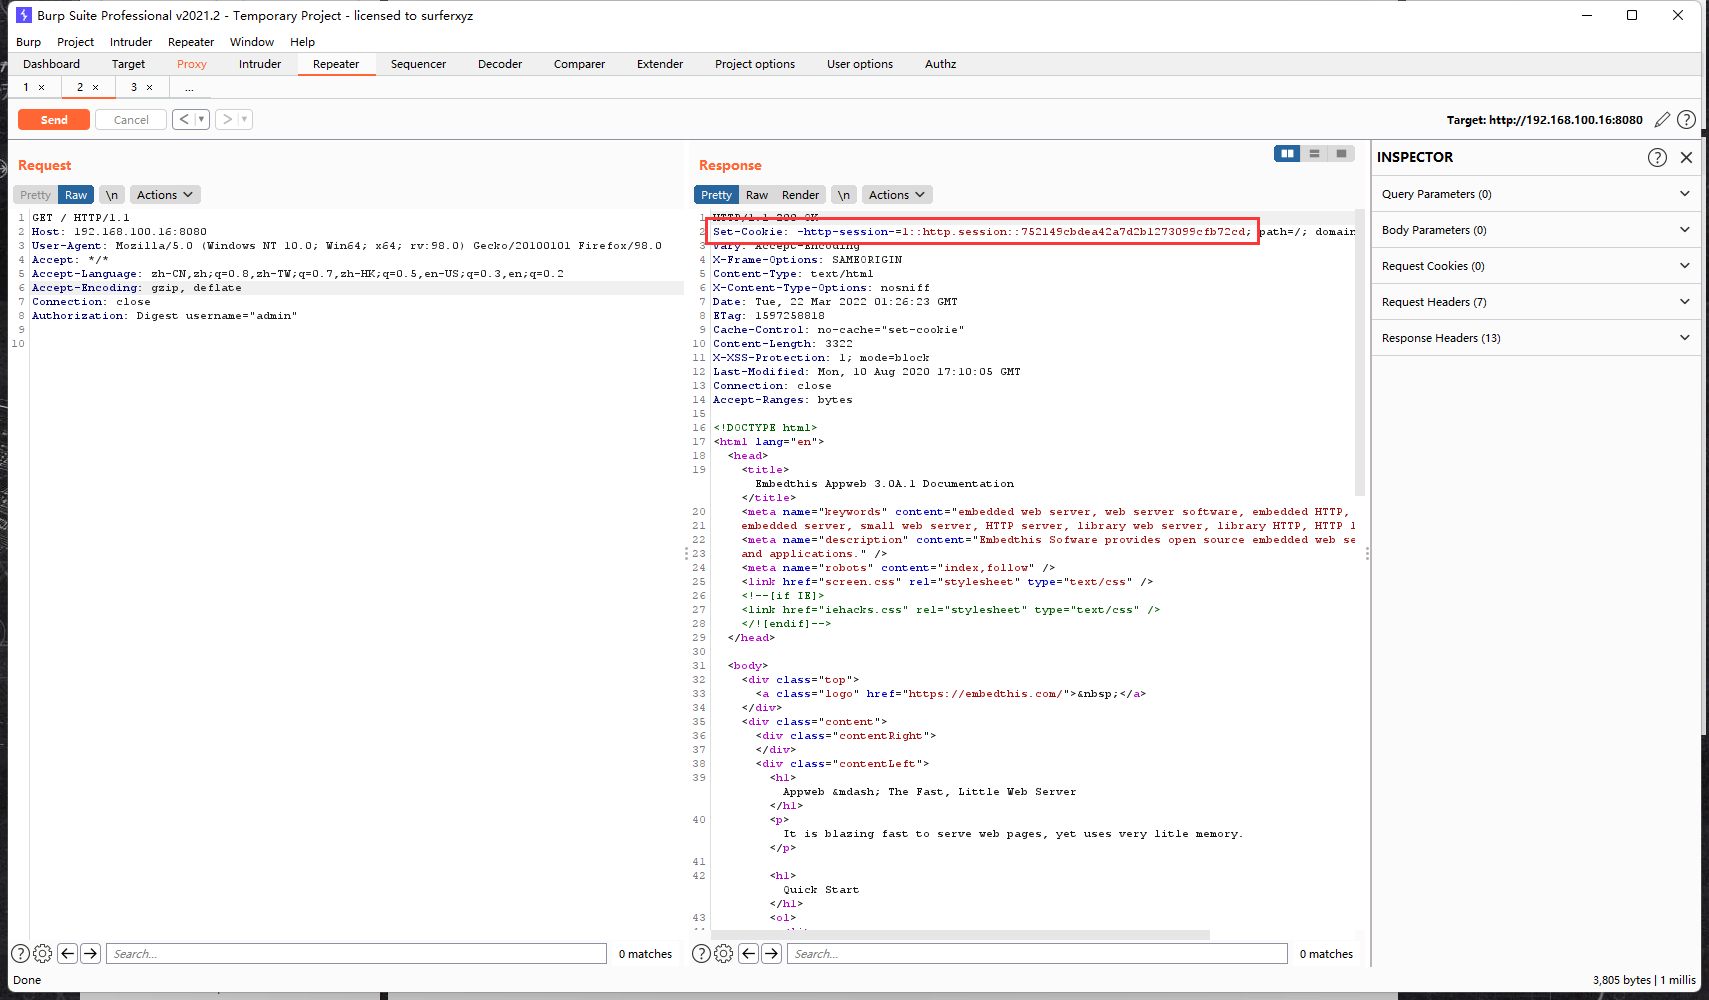 Burp Suite Professional v2021.2 - Temporary Project - licensed to surferxyz
Burp Project Intruder Repeater Window Help
Dashboard Target Proxy Intruder Repeater Sequencer Decoder Comparer Extender Project options User options Authz
1 × 2 × 3 × ...
Send Cancel < ▼ > ▼ Target: http://192.168.100.16:8080
Request
Pretty Raw \n Actions
1 GET / HTTP/1.1
2 Host: 192.168.100.16:8080
3 User-Agent: Mozilla/5.0 (Windows NT 10.0; Win64; x64; rv:98.0) Gecko/20100101 Firefox/98.0
4 Accept: */*
5 Accept-Language: zh-CN,zh;q=0.8,zh-TW;q=0.7,zh-HK;q=0.5,en-US;q=0.3,en;q=0.2
6 Accept-Encoding: gzip, deflate
7 Connection: close
8 Authorization: Digest username="admin"
9
10
Search... 0 matches
Response
Pretty Raw Render \n Actions
1 HTTP/1.1 200 OK
2 Set-Cookie: -http-session-=1::http.session::752149cbdea42a7d2b1273099cfb72cd; path=/; domain
3 Vary: Accept-Encoding
4 X-Frame-Options: SAMEORIGIN
5 Content-Type: text/html
6 X-Content-Type-Options: nosniff
7 Date: Tue, 22 Mar 2022 01:26:23 GMT
8 ETag: 1597258818
9 Cache-Control: no-cache="set-cookie"
10 Content-Length: 3322
11 X-XSS-Protection: 1; mode=block
12 Last-Modified: Mon, 10 Aug 2020 17:10:05 GMT
13 Connection: close
14 Accept-Ranges: bytes
15
16 <!DOCTYPE html>
17 <html lang="en">
18 <head>
19 <title>
Embedthis Appweb 3.0A.1 Documentation
</title>
20 <meta name="keywords" content="embedded web server, web server software, embedded HTTP,
21 embedded server, small web server, HTTP server, library web server, library HTTP, HTTP l
22 <meta name="description" content="Embedthis Sofware provides open source embedded web se
23 and applications." />
24 <meta name="robots" content="index,follow" />
25 <link href="screen.css" rel="stylesheet" type="text/css" />
26 <!--[if IE]>
27 <link href="iehacks.css" rel="stylesheet" type="text/css" />
28 </![endif]-->
29 </head>
30
31 <body>
32 <div class="top">
33 <a class="logo" href="https://embedthis.com/">&nbsp;</a>
34 </div>
35 <div class="content">
36 <div class="contentRight">
37 </div>
38 <div class="contentLeft">
39 <h1>
Appweb &mdash; The Fast, Little Web Server
</h1>
40 <p>
It is blazing fast to serve web pages, yet uses very litle memory.
</p>
41
42 <h1>
Quick Start
</h1>
43 <ol>
Search... 0 matches
INSPECTOR
Query Parameters (0)
Body Parameters (0)
Request Cookies (0)
Request Headers (7)
Response Headers (13)
Done 3,805 bytes | 1 millis